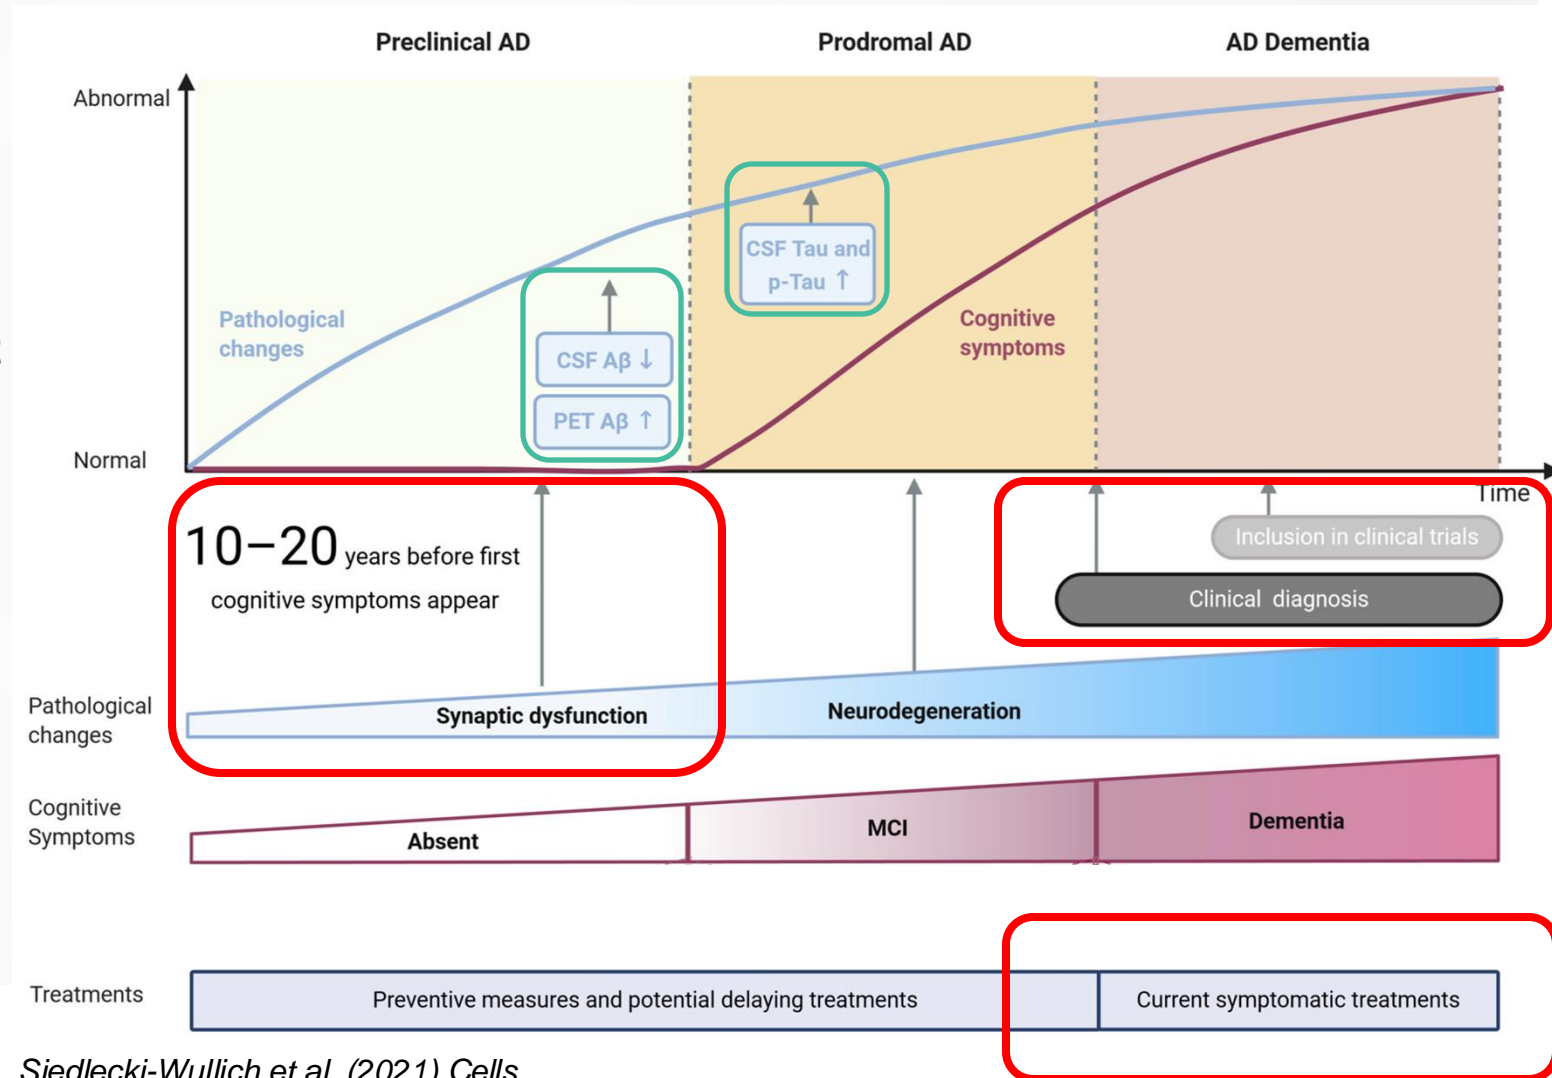 Preclinical AD
Prodromal AD
AD Dementia
Abnormal
CSF Tau and
p-Tau ↑
Pathological
changes
Cognitive
symptoms
CSF Aβ ↓
PET Aβ ↑
Normal
Time
10–20 years before first
cognitive symptoms appear
Inclusion in clinical trials
Clinical diagnosis
Pathological
changes
Synaptic dysfunction
Neurodegeneration
Cognitive
Symptoms
Absent
MCI
Dementia
Treatments
Preventive measures and potential delaying treatments
Current symptomatic treatments
Siedlecki-Wullich et al. (2021) Cells